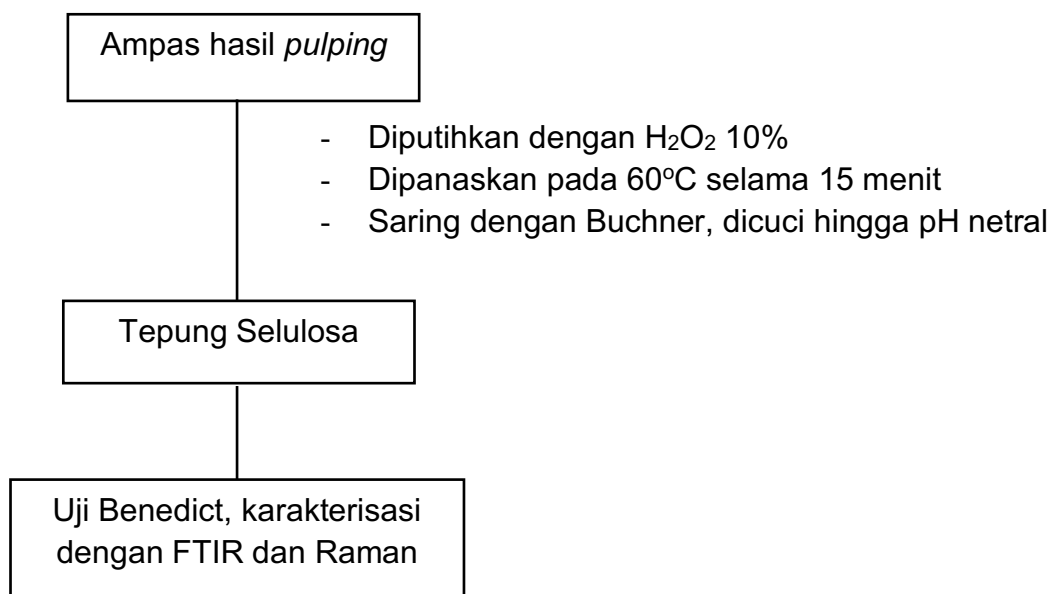 Ampas hasil pulping
- Diputihkan dengan H₂O₂ 10%
- Dipanaskan pada 60°C selama 15 menit
- Saring dengan Buchner, dicuci hingga pH netral
Tepung Selulosa
Uji Benedict, karakterisasi
dengan FTIR dan Raman